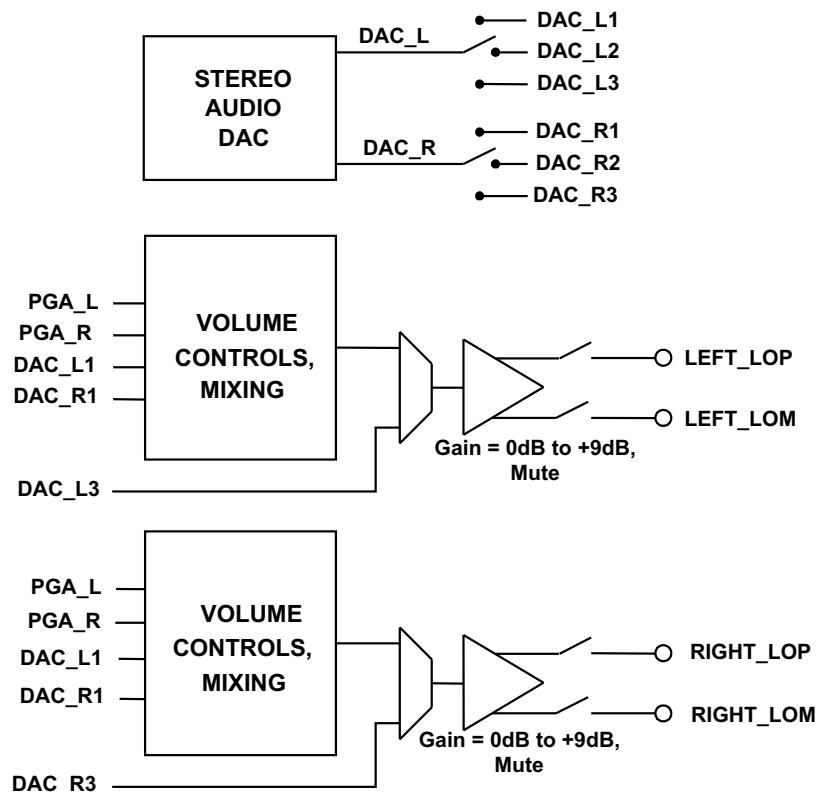 STEREO
AUDIO
DAC
DAC_L
DAC_L1
DAC_L2
DAC_L3
DAC_R
DAC_R1
DAC_R2
DAC_R3
PGA_L
PGA_R
DAC_L1
DAC_R1
VOLUME
CONTROLS,
MIXING
DAC_L3
LEFT_LOP
LEFT_LOM
Gain = 0dB to +9dB,
Mute
PGA_L
PGA_R
DAC_L1
DAC_R1
VOLUME
CONTROLS,
MIXING
DAC_R3
RIGHT_LOP
RIGHT_LOM
Gain = 0dB to +9dB,
Mute